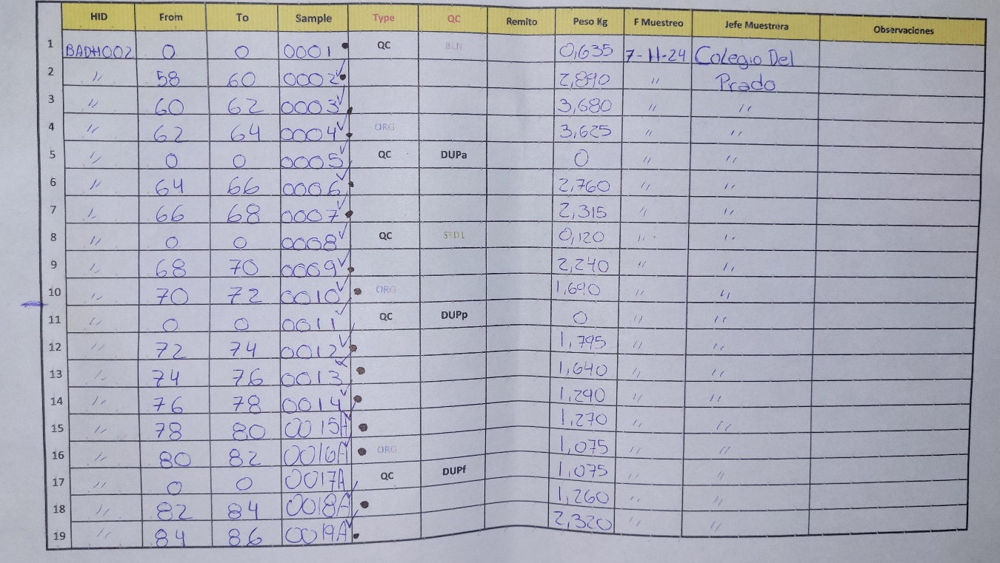 HID From To Sample Type QC Remito Peso Kg F Muestreo Jefe Muestrera Observaciones
1 BADH002 0 0 0001 QC BLN 0,635 7-11-24 Colegio Del
2 〃 58 60 0002 2,890 〃 Prado
3 〃 60 62 0003 3,680 〃 〃
4 〃 62 64 0004 ORG 3,625 〃 〃
5 〃 0 0 0005 QC DUPa 0 〃 〃
6 〃 64 66 0006 2,760 〃 〃
7 〃 66 68 0007 2,315 〃 〃
8 〃 0 0 0008 QC STD1 0,120 〃 〃
9 〃 68 70 0009 2,240 〃 〃
10 〃 70 72 0010 ORG 1,690 〃 〃
11 〃 0 0 0011 QC DUPp 0 〃 〃
12 〃 72 74 0012 1,795 〃 〃
13 〃 74 76 0013 1,640 〃 〃
14 〃 76 78 0014 1,290 〃 〃
15 〃 78 80 0015A 1,270 〃 〃
16 〃 80 82 0016A ORG 1,075 〃 〃
17 〃 0 0 0017A QC DUPf 1,075 〃 〃
18 〃 82 84 0018A 1,260 〃 〃
19 〃 84 86 0019A 2,320 〃 〃